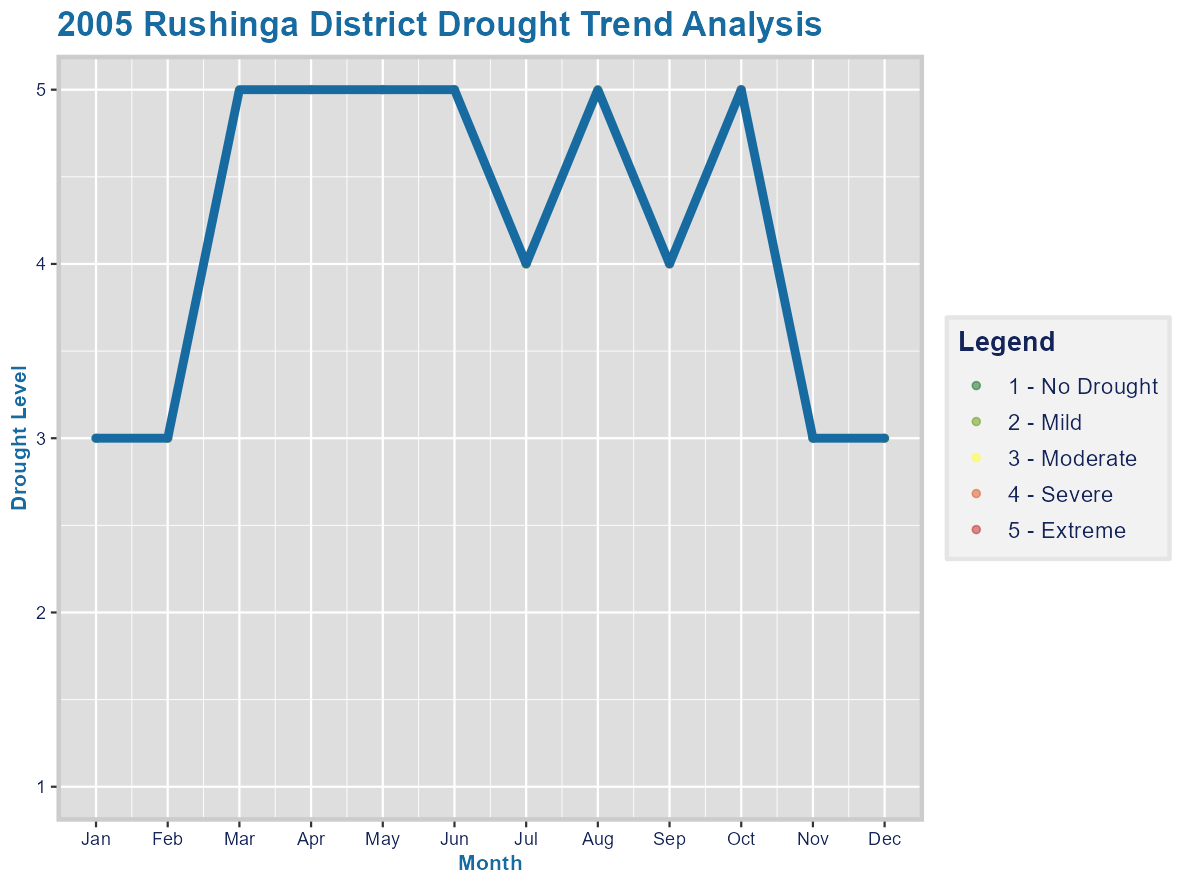 2005 Rushinga District Drought Trend Analysis
5
4
3
2
1
Drought Level
Jan Feb Mar Apr May Jun Jul Aug Sep Oct Nov Dec
Month
Legend
1 - No Drought
2 - Mild
3 - Moderate
4 - Severe
5 - Extreme